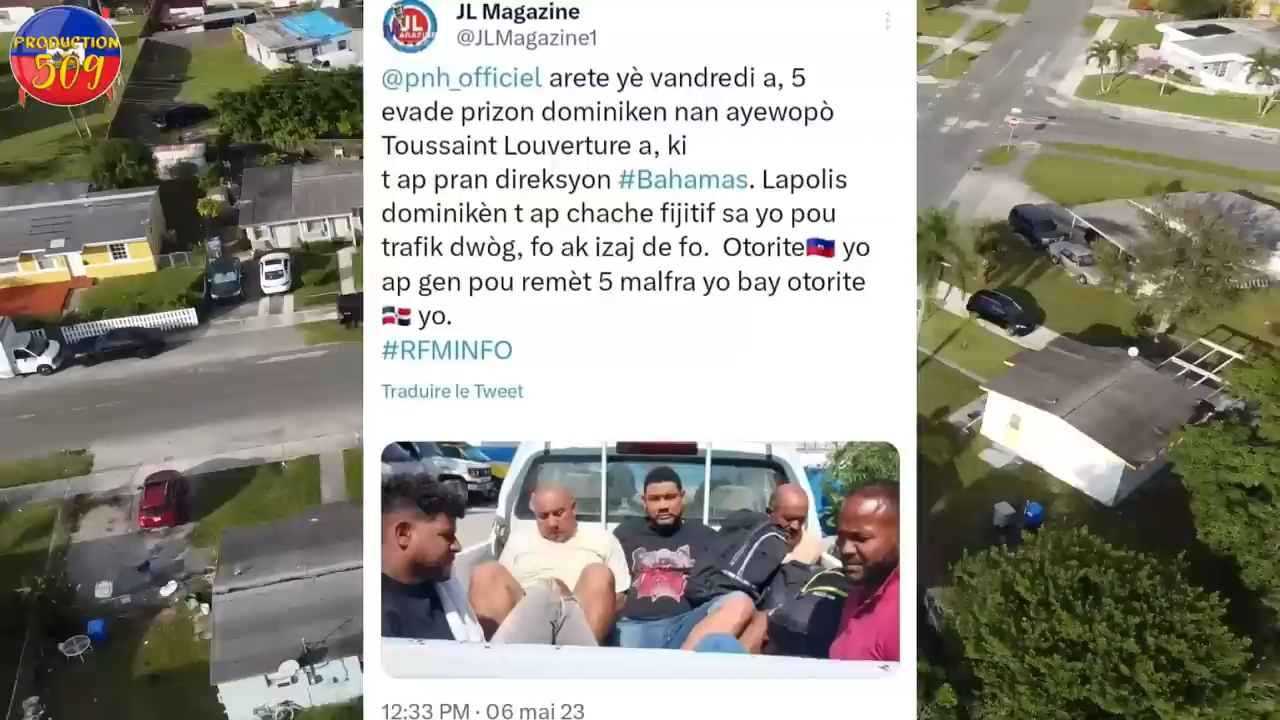 PRODUCTION
509
JL
MAGAZINE
JL Magazine
@JLMagazine1
@pnh_officiel arete yè vandredi a, 5
evade prizon dominiken nan ayewopò
Toussaint Louverture a, ki
t ap pran direksyon #Bahamas. Lapolis
dominikèn t ap chache fijitif sa yo pou
trafik dwòg, fo ak izaj de fo. Otorite🇭🇹 yo
ap gen pou remèt 5 malfra yo bay otorite
🇩🇴 yo.
#RFMINFO
Traduire le Tweet
12:33 PM · 06 mai 23